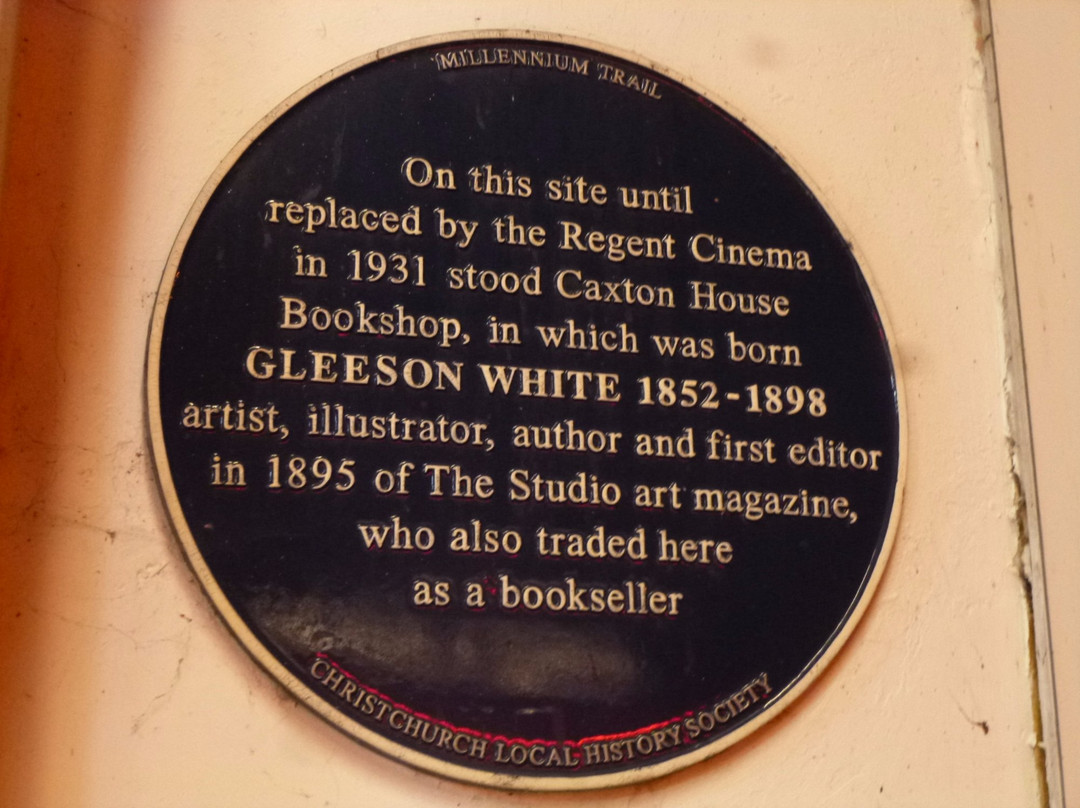 MILLENNIUM TRAIL
On this site until
replaced by the Regent Cinema
in 1931 stood Caxton House
Bookshop, in which was born
GLEESON WHITE 1852-1898
artist, illustrator, author and first editor
in 1895 of The Studio art magazine,
who also traded here
as a bookseller
CHRISTCHURCH LOCAL HISTORY SOCIETY